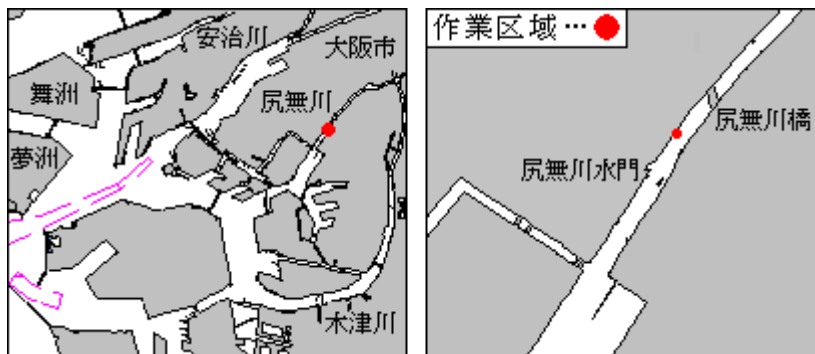 安治川
大阪市
舞洲
尻無川
夢洲
木津川
作業区域…●
尻無川橋
尻無川水門